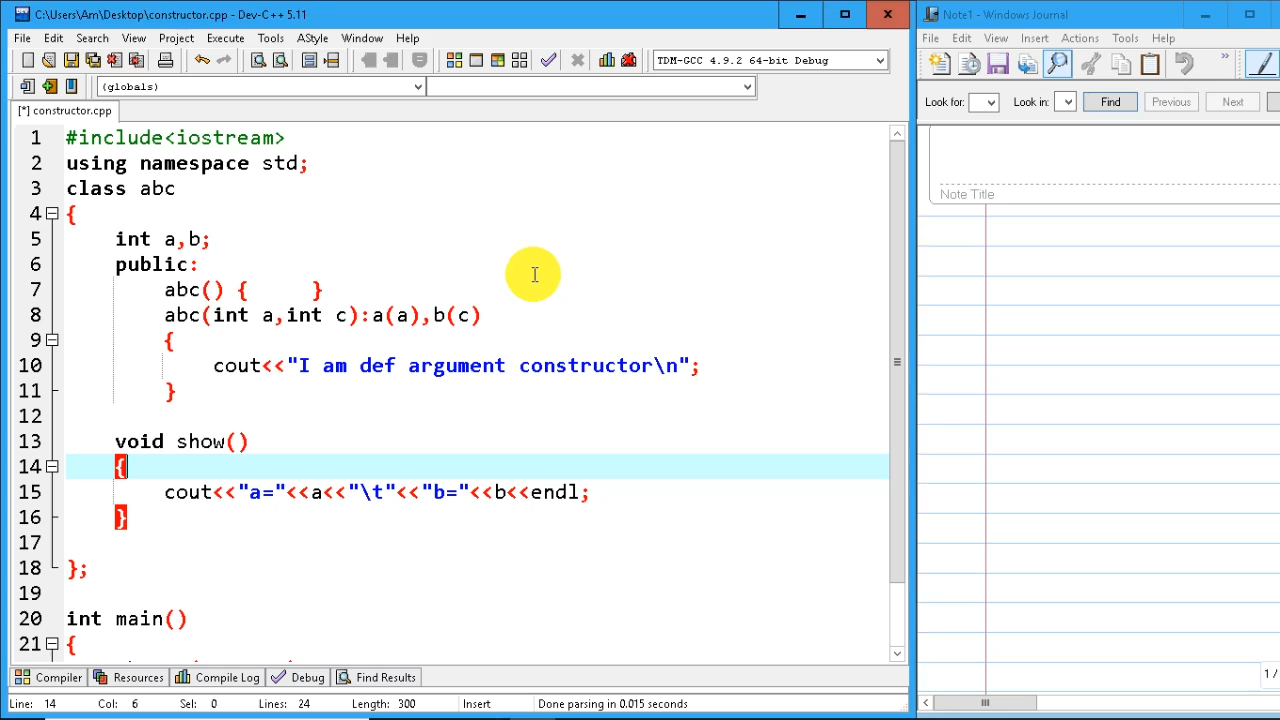 C:\Users\Am\Desktop\constructor.cpp - Dev-C++ 5.11
File Edit Search View Project Execute Tools AStyle Window Help
TDM-GCC 4.9.2 64-bit Debug
(globals)
[*] constructor.cpp
1 #include<iostream>
2 using namespace std;
3 class abc
4 {
5 int a,b;
6 public:
7 abc() { }
8 abc(int a,int c):a(a),b(c)
9 {
10 cout<<"I am def argument constructor\n";
11 }
12
13 void show()
14 {
15 cout<<"a="<<a<<"\t"<<"b="<<b<<endl;
16 }
17
18 };
19
20 int main()
21 {
Compiler Resources Compile Log Debug Find Results
Line: 14 Col: 6 Sel: 0 Lines: 24 Length: 300 Insert Done parsing in 0.015 seconds
Note1 - Windows Journal
File Edit View Insert Actions Tools Help
Look for: Look in: Find Previous Next
Note Title
1 /